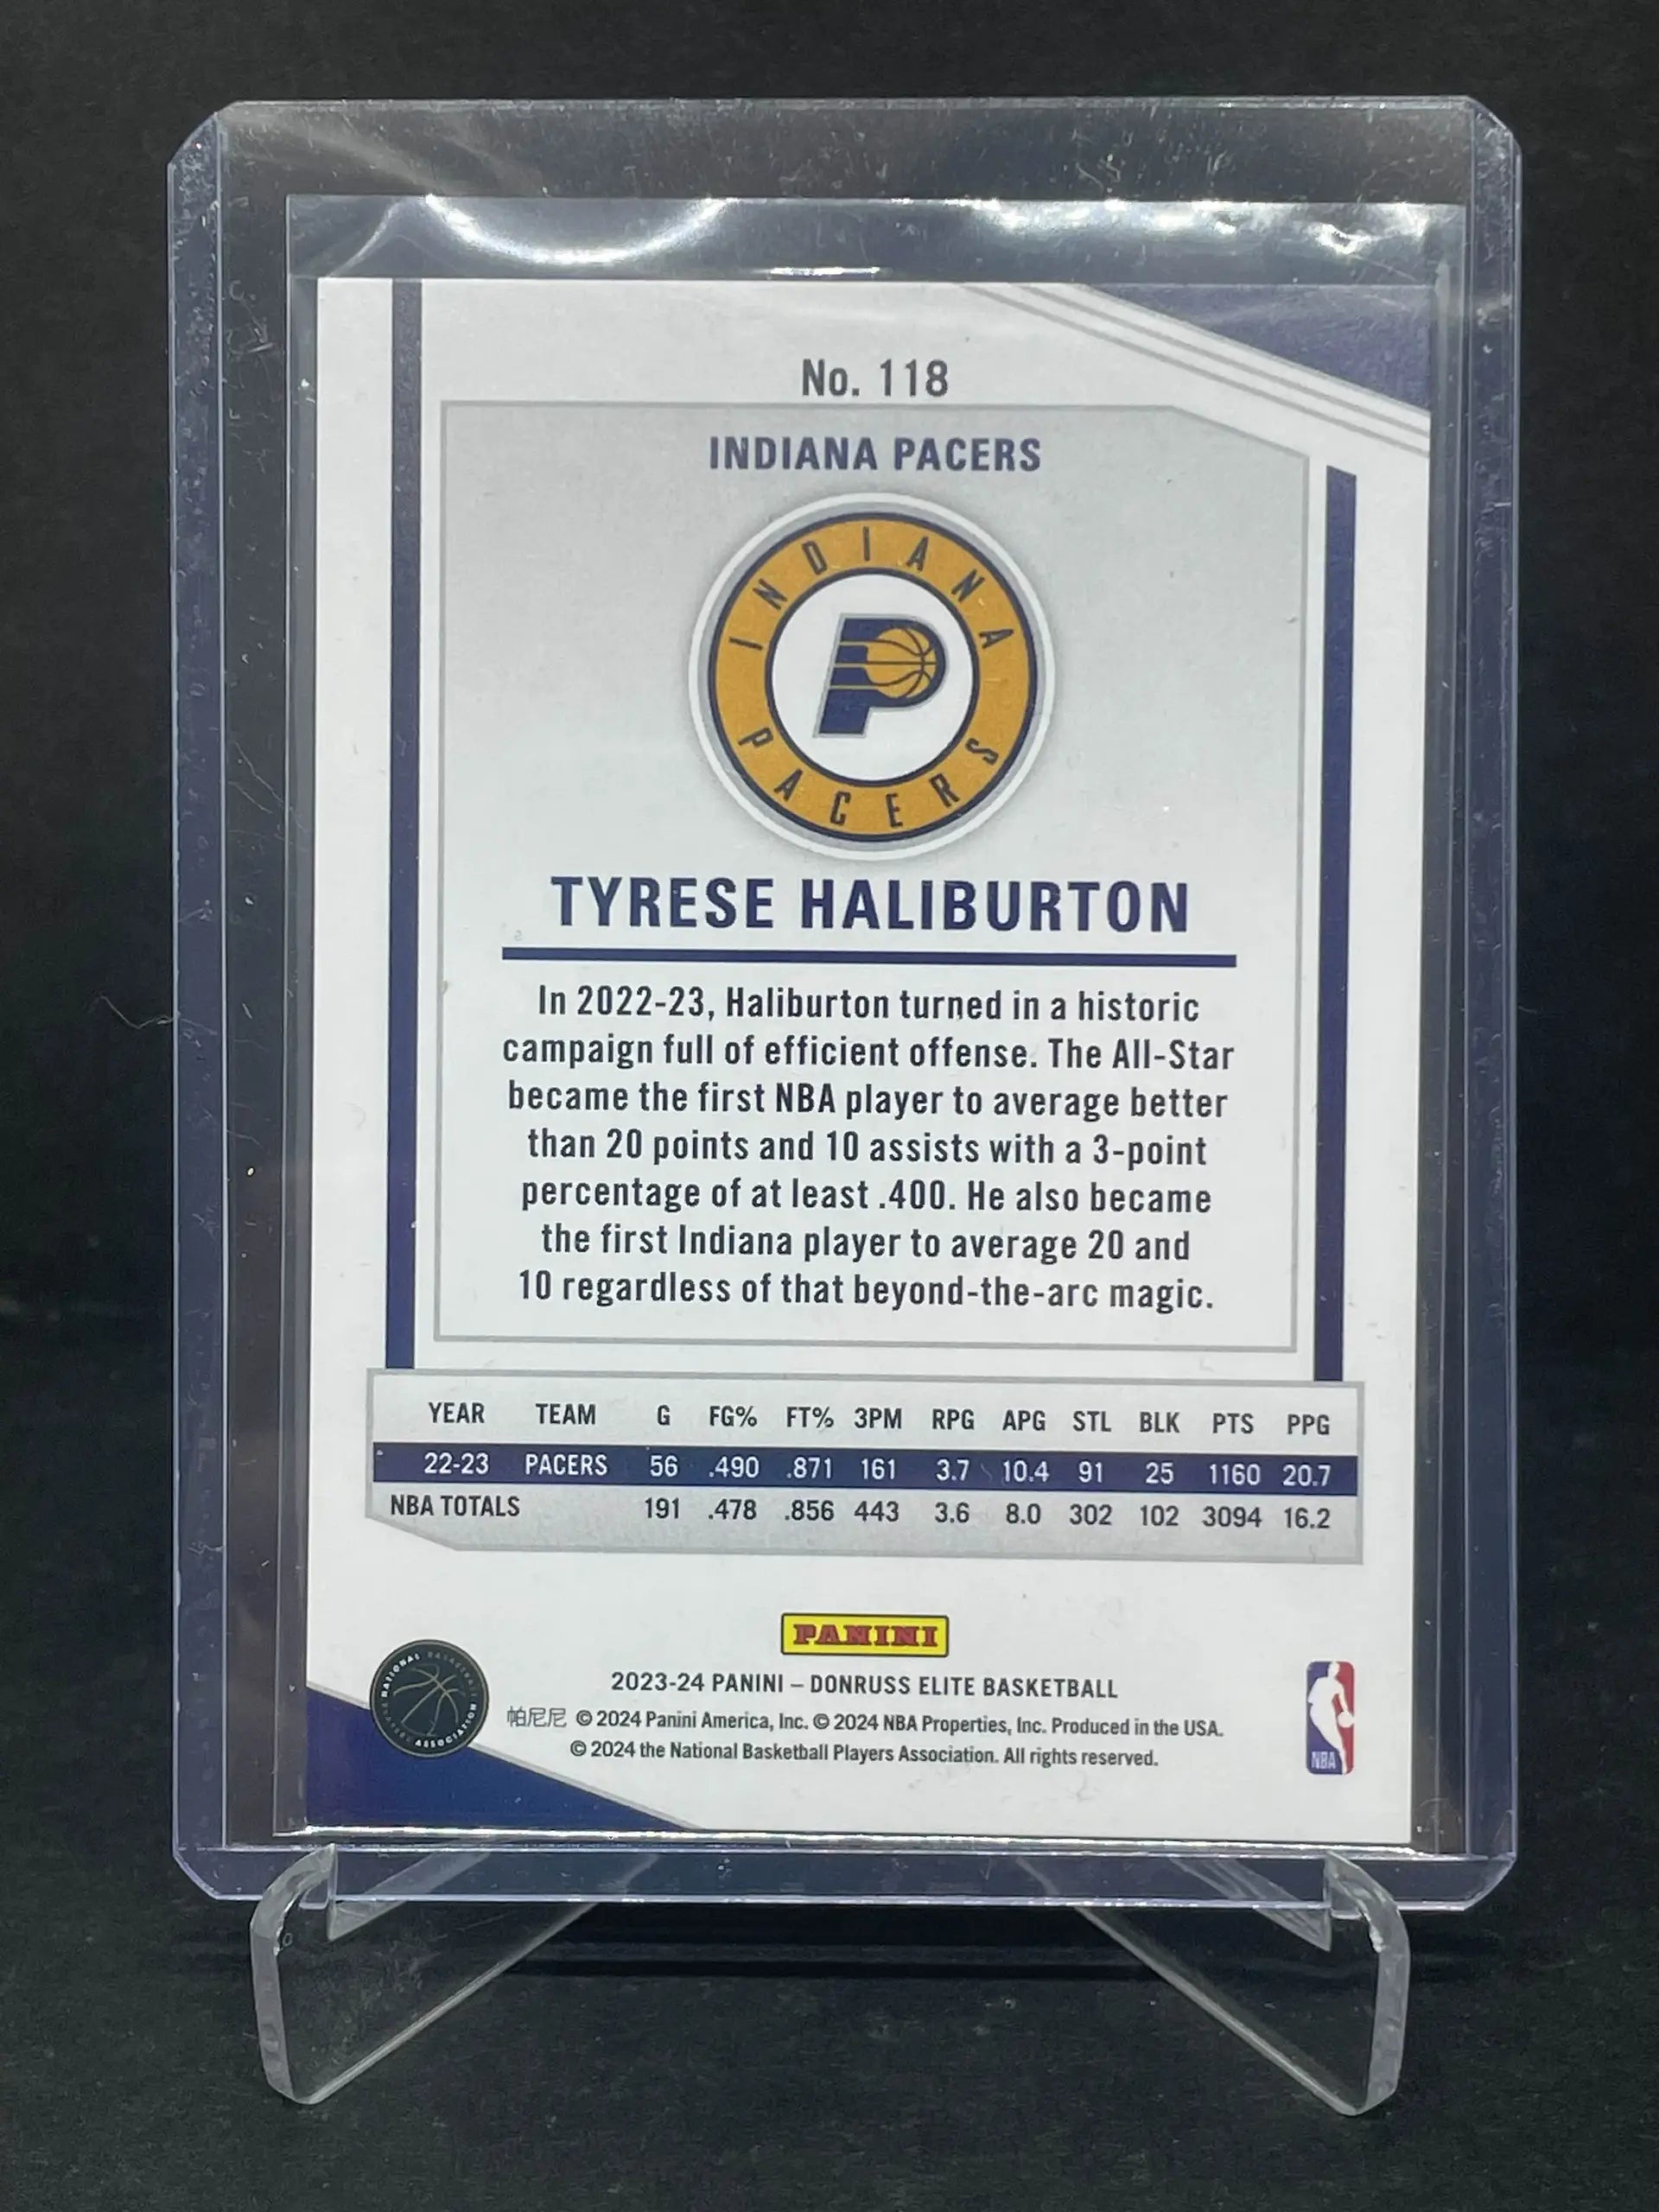 No. 118
INDIANA PACERS
INDIANA
PACERS
TYRESE HALIBURTON
In 2022-23, Haliburton turned in a historic
campaign full of efficient offense. The All-Star
became the first NBA player to average better
than 20 points and 10 assists with a 3-point
percentage of at least .400. He also became
the first Indiana player to average 20 and
10 regardless of that beyond-the-arc magic.
YEAR TEAM G FG% FT% 3PM RPG APG STL BLK PTS PPG
22-23 PACERS 56 .490 .871 161 3.7 10.4 91 25 1160 20.7
NBA TOTALS 191 .478 .856 443 3.6 8.0 302 102 3094 16.2
PANINI
NATIONAL BASKETBALL PLAYERS ASSOCIATION
2023-24 PANINI – DONRUSS ELITE BASKETBALL
帕尼尼 © 2024 Panini America, Inc. © 2024 NBA Properties, Inc. Produced in the USA.
© 2024 the National Basketball Players Association. All rights reserved.
NBA